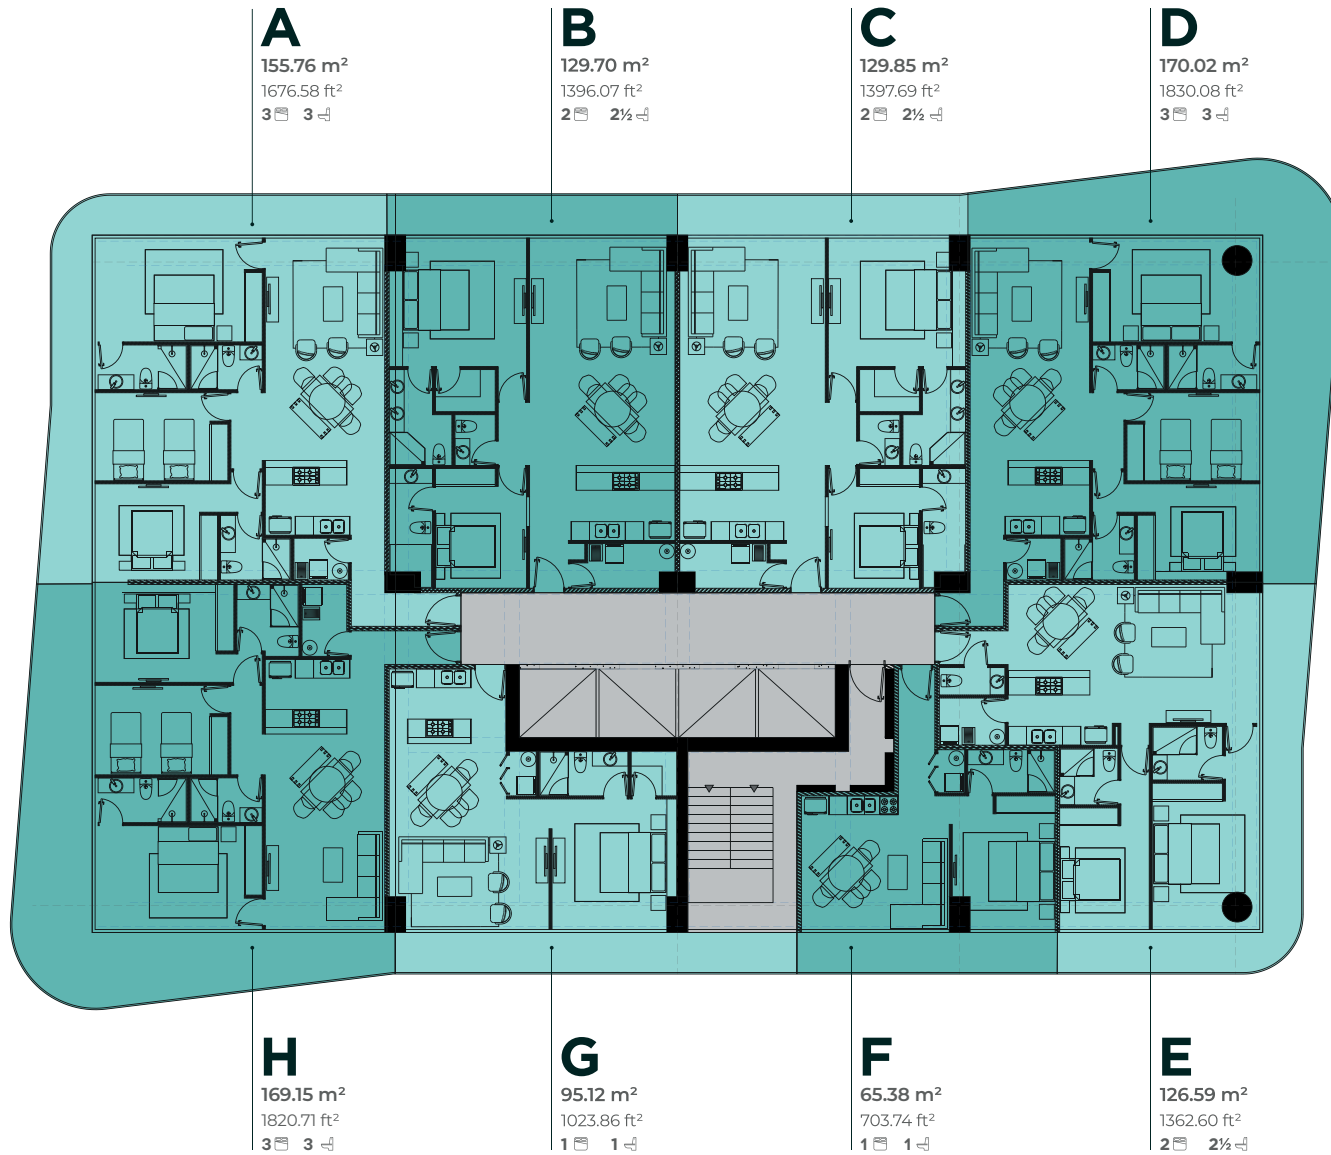 A
155.76 m²
1676.58 ft²
3 3
B
129.70 m²
1396.07 ft²
2 2½
C
129.85 m²
1397.69 ft²
2 2½
D
170.02 m²
1830.08 ft²
3 3
H
169.15 m²
1820.71 ft²
3 3
G
95.12 m²
1023.86 ft²
1 1
F
65.38 m²
703.74 ft²
1 1
E
126.59 m²
1362.60 ft²
2 2½